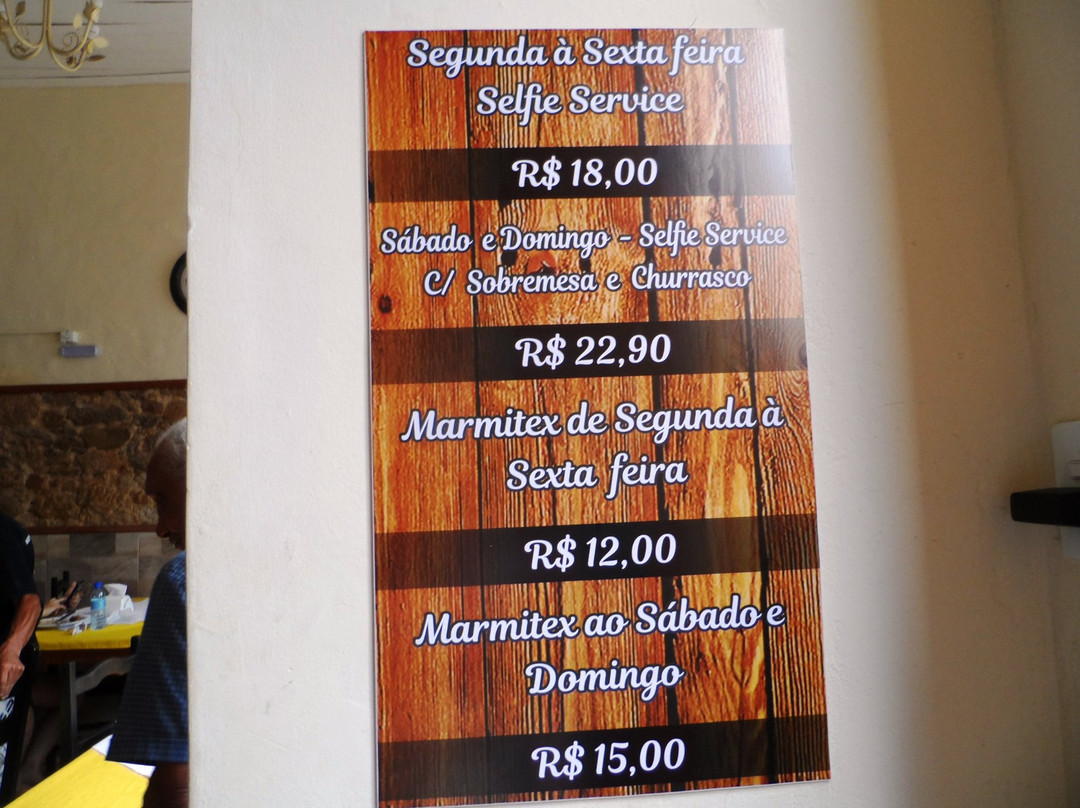 Segunda à Sexta feira
Selfie Service
R$ 18,00
Sábado e Domingo - Selfie Service
C/ Sobremesa e Churrasco
R$ 22,90
Marmitex de Segunda à
Sexta feira
R$ 12,00
Marmitex ao Sábado e
Domingo
R$ 15,00